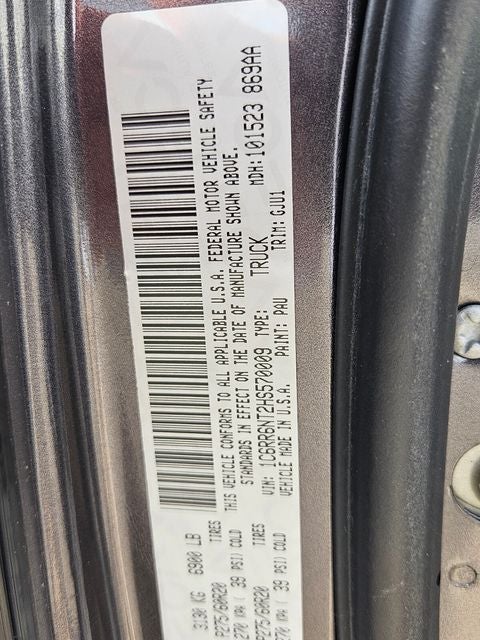 3130 KG 6900 LB
TIRES
P275/60R20
270 KPA ( 39 PSI) COLD
TIRES
P275/60R20
270 KPA ( 39 PSI) COLD
THIS VEHICLE CONFORMS TO ALL APPLICABLE U.S.A. FEDERAL MOTOR VEHICLE SAFETY
STANDARDS IN EFFECT ON THE DATE OF MANUFACTURE SHOWN ABOVE.
VIN: 1C6RR6NT2HS570009 TYPE: TRUCK MDH:101523 869AA
VEHICLE MADE IN U.S.A. PAINT: PAU TRIM: GJV1